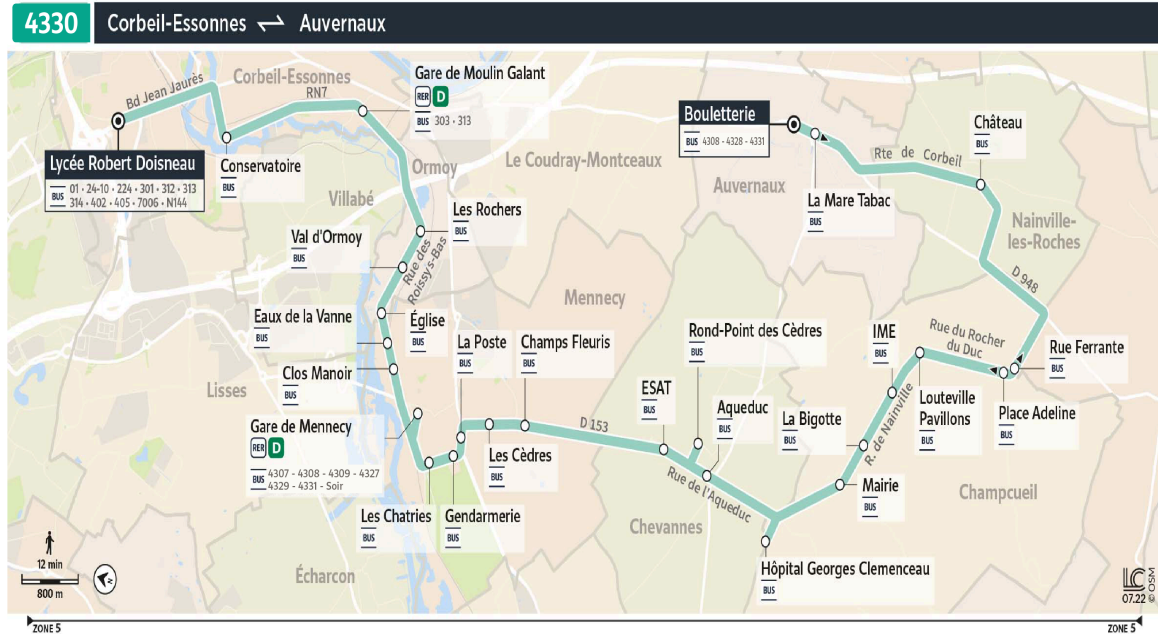 4330 Corbeil-Essonnes ⇌ Auvernaux
Bd Jean Jaurès
Corbeil-Essonnes
RN7
Gare de Moulin Galant
RER D
BUS 303 • 313
Lycée Robert Doisneau
BUS 01 • 24-10 • 224 • 301 • 312 • 313
314 • 402 • 405 • 7006 • N144
Conservatoire
BUS
Ormoy
Villabé
Le Coudray-Montceaux
Bouletterie
BUS 4308 - 4328 - 4331
Auvernaux
La Mare Tabac
BUS
Rte de Corbeil
Château
BUS
Nainville-
les-Roches
D 948
Les Rochers
BUS
Val d'Ormoy
BUS
Rue des
Roissy's-Bas
Mennecy
Eaux de la Vanne
BUS
Église
BUS
Clos Manoir
BUS
Lisses
La Poste
BUS
Champs Fleuris
BUS
Rond-Point des Cèdres
BUS
IME
BUS
Rue du Rocher
du Duc
Rue Ferrante
BUS
ESAT
BUS
Aqueduc
BUS
La Bigotte
BUS
R. de Nainville
Louteville
Pavillons
BUS
Place Adeline
BUS
Gare de Mennecy
RER D
BUS 4307 - 4308 - 4309 - 4327
4329 - 4331 - Soir
D 153
Les Cèdres
BUS
Rue de l'Aqueduc
Mairie
BUS
Champcueil
Les Chatries
BUS
Gendarmerie
BUS
Chevannes
Écharcon
Hôpital Georges Clemenceau
BUS
12 min
800 m
LC
07.22 © OSM
ZONE 5
ZONE 5